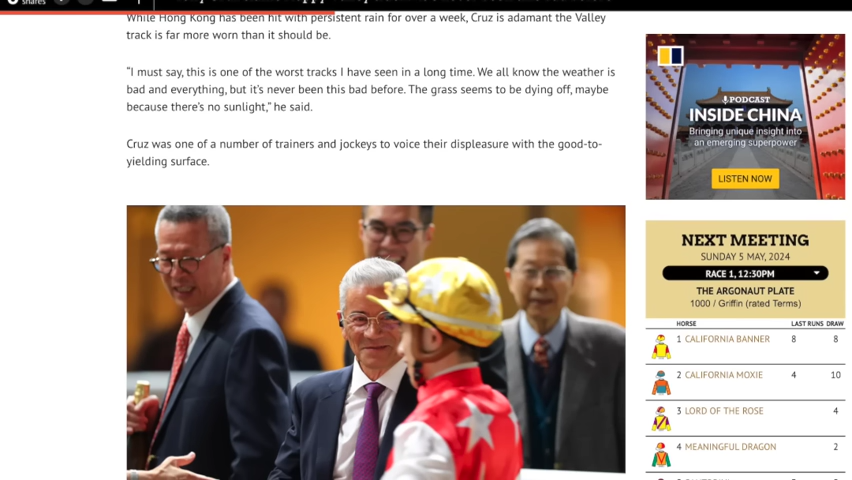 shares
While Hong Kong has been hit with persistent rain for over a week, Cruz is adamant the Valley
track is far more worn than it should be.
“I must say, this is one of the worst tracks I have seen in a long time. We all know the weather is
bad and everything, but it’s never been this bad before. The grass seems to be dying off, maybe
because there’s no sunlight,” he said.
Cruz was one of a number of trainers and jockeys to voice their displeasure with the good-to-
yielding surface.
PODCAST
INSIDE CHINA
Bringing unique insight into
an emerging superpower
LISTEN NOW
NEXT MEETING
SUNDAY 5 MAY, 2024
RACE 1, 12:30PM
THE ARGONAUT PLATE
1000 / Griffin (rated Terms)
HORSE LAST RUNS DRAW
1 CALIFORNIA BANNER 8 8
2 CALIFORNIA MOXIE 4 10
3 LORD OF THE ROSE 4
4 MEANINGFUL DRAGON 2